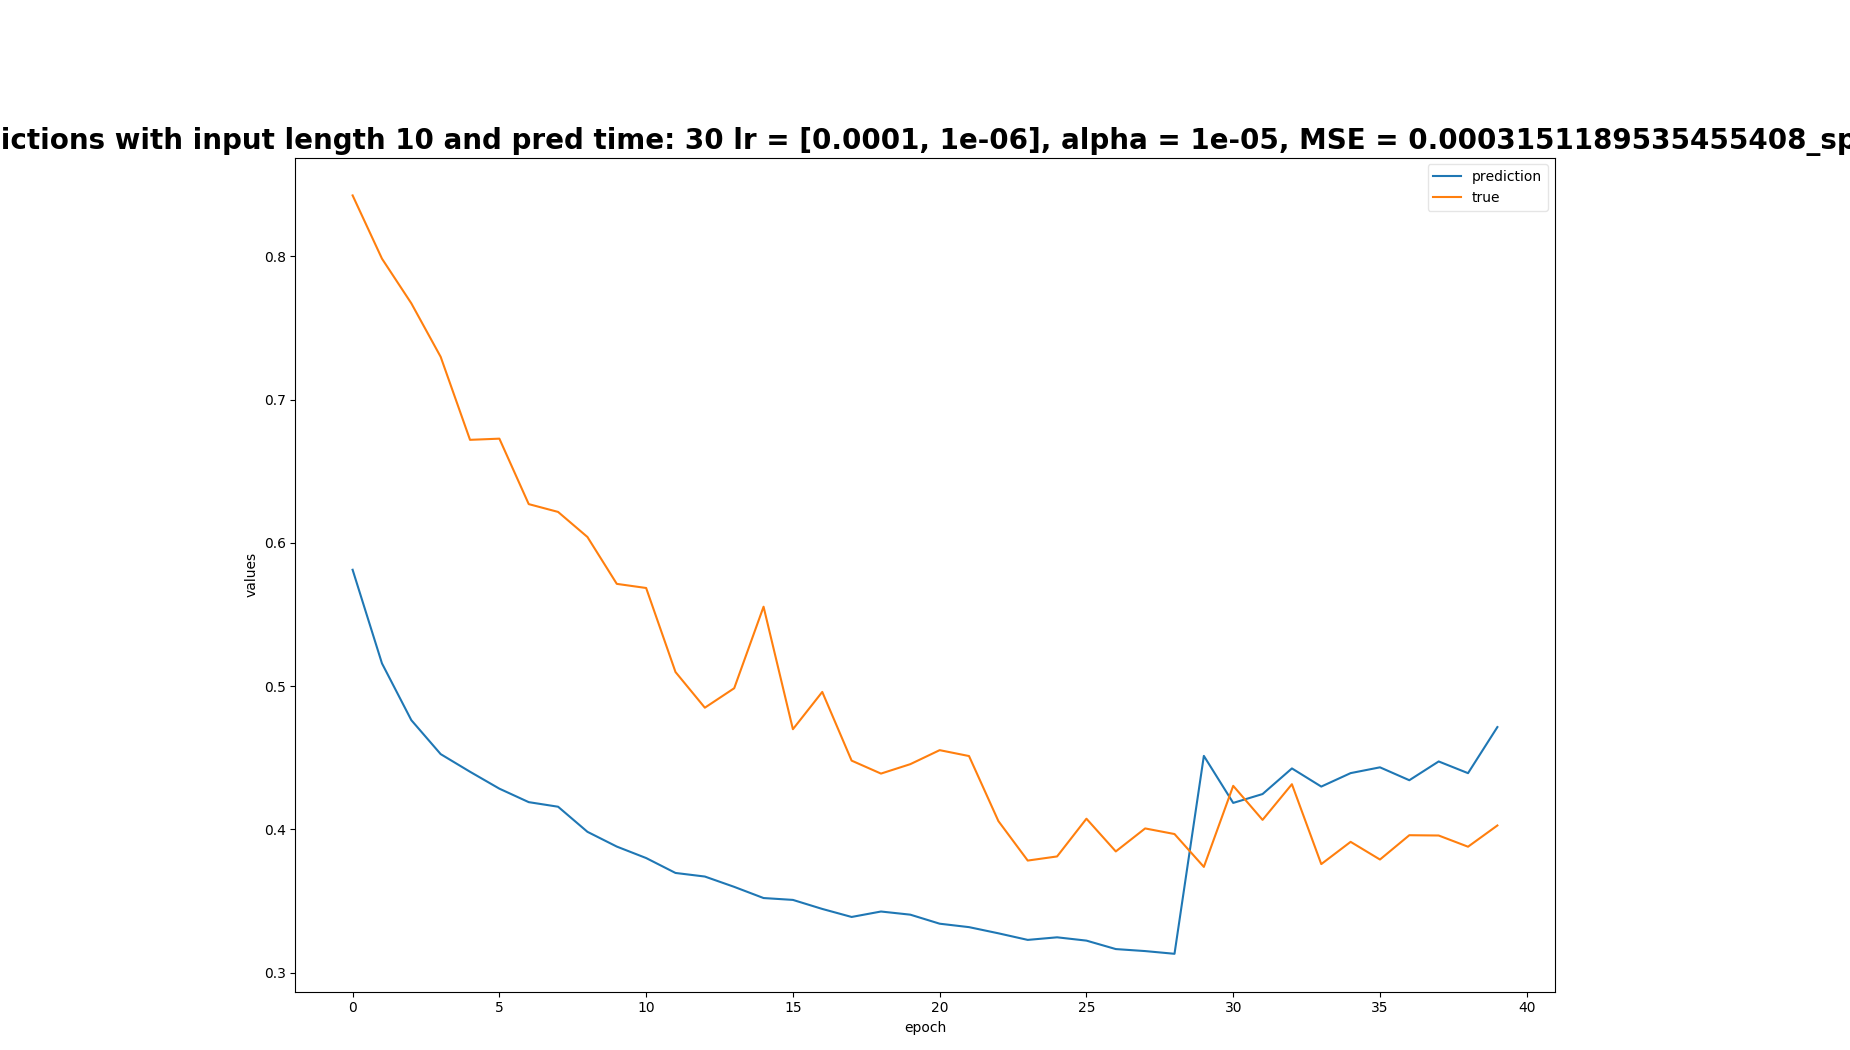 ictions with input length 10 and pred time: 30 lr = [0.0001, 1e-06], alpha = 1e-05, MSE = 0.0003151189535455408_sp
prediction
true
0.8
0.7
0.6
0.5
0.4
0.3
values
0 5 10 15 20 25 30 35 40
epoch